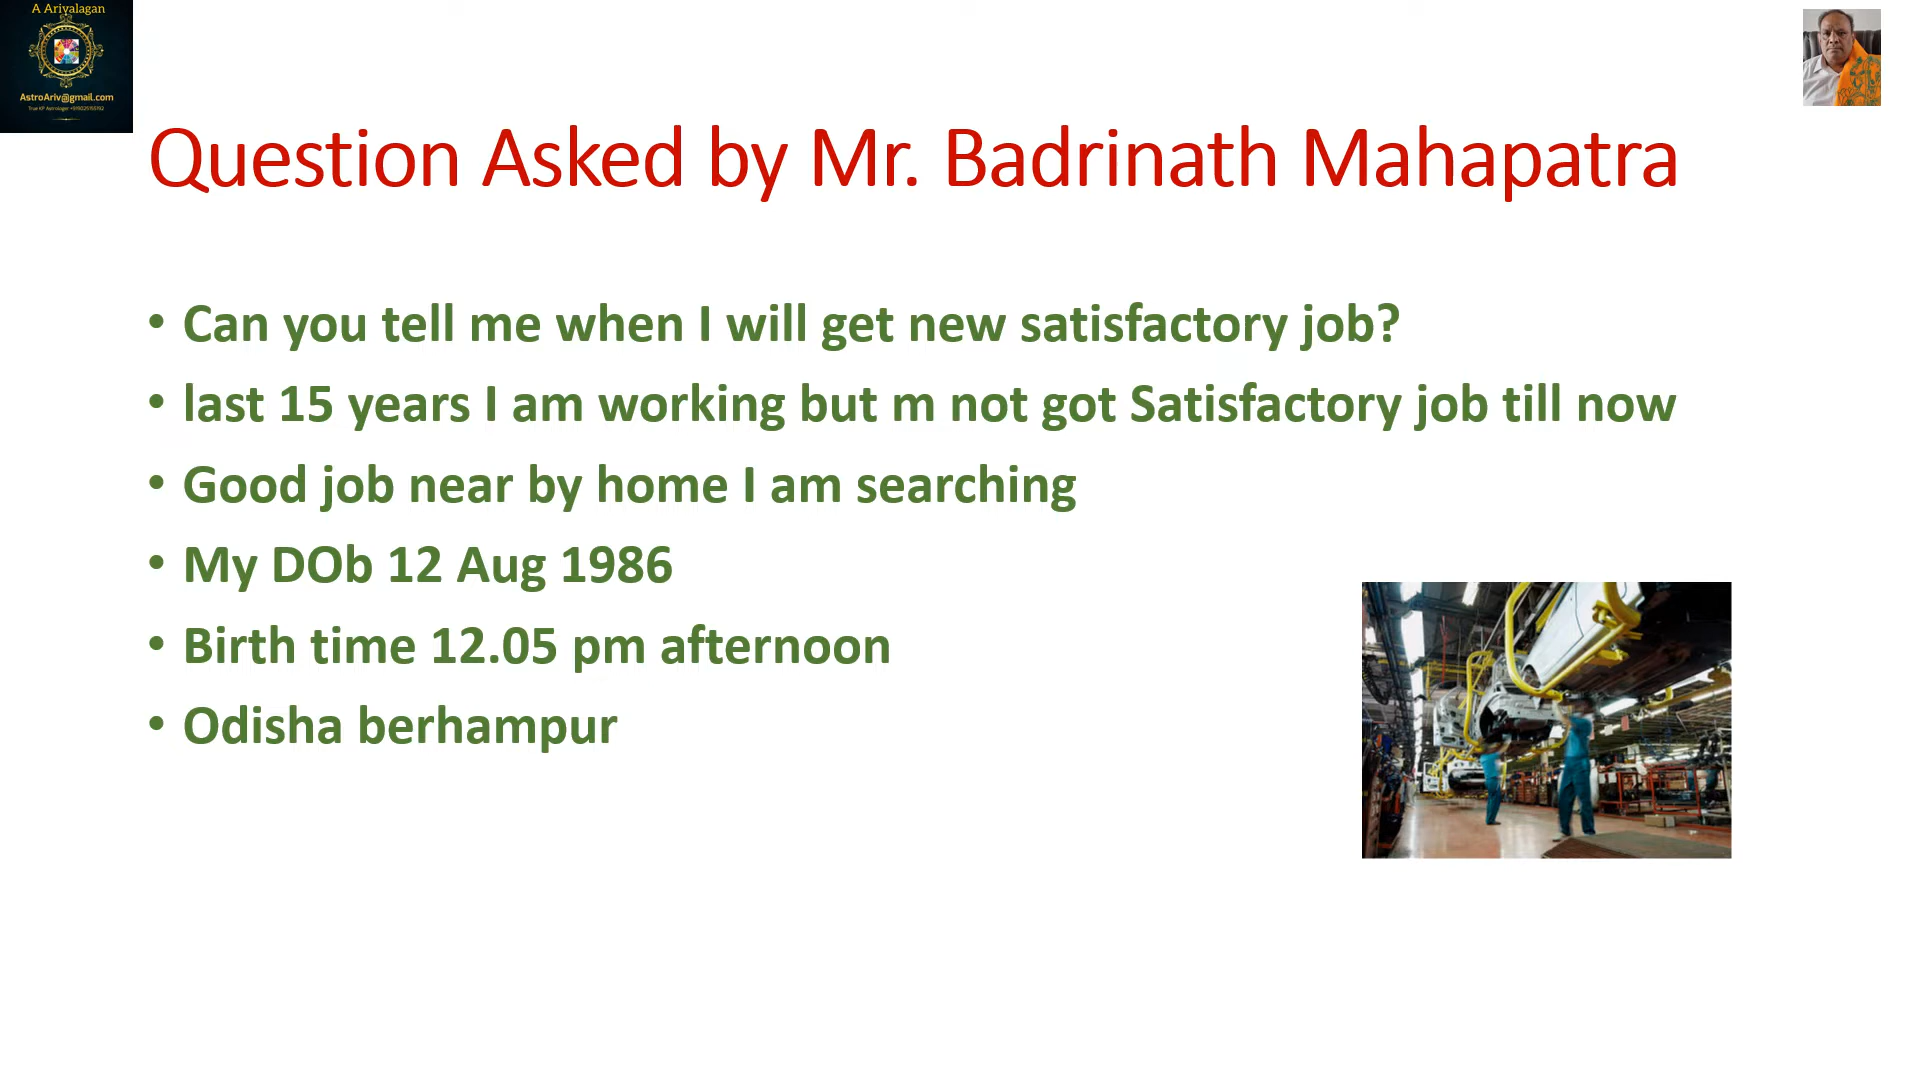 A Ariyalagan
AstroAriv@gmail.com
Question Asked by Mr. Badrinath Mahapatra
• Can you tell me when I will get new satisfactory job?
• last 15 years I am working but m not got Satisfactory job till now
• Good job near by home I am searching
• My DOb 12 Aug 1986
• Birth time 12.05 pm afternoon
• Odisha berhampur